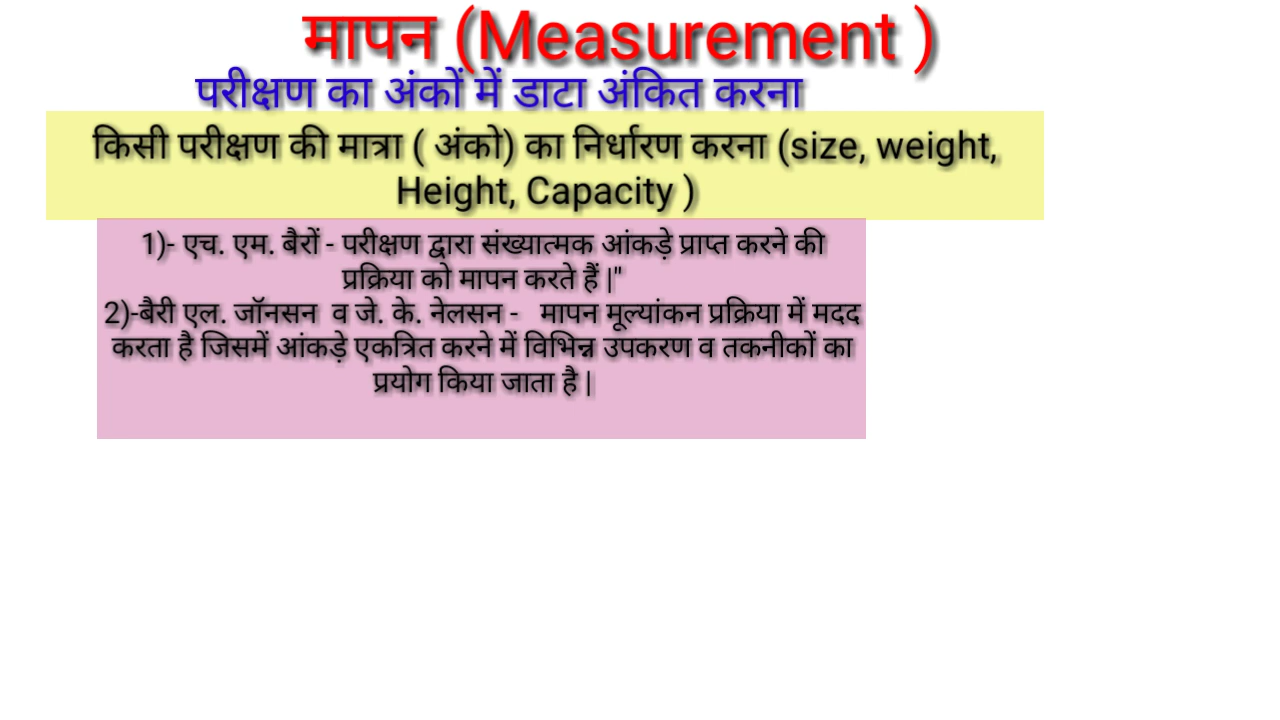 मापन (Measurement )
परीक्षण का अंकों में डाटा अंकित करना
किसी परीक्षण की मात्रा ( अंको) का निर्धारण करना (size, weight,
Height, Capacity )
1)- एच. एम. बैरों - परीक्षण द्वारा संख्यात्मक आंकड़े प्राप्त करने की
प्रक्रिया को मापन करते हैं |"
2)-बैरी एल. जॉनसन व जे. के. नेलसन - मापन मूल्यांकन प्रक्रिया में मदद
करता है जिसमें आंकड़े एकत्रित करने में विभिन्न उपकरण व तकनीकों का
प्रयोग किया जाता है |